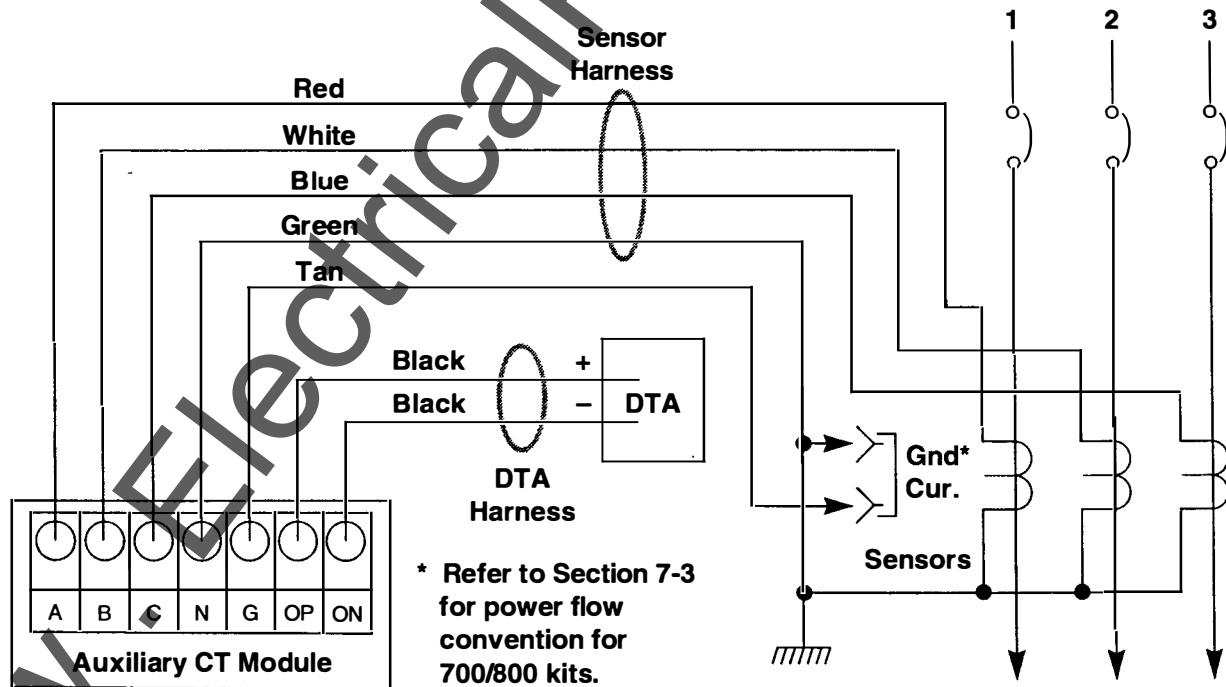 1 2 3
Sensor
Harness
Red
White
Blue
Green
Tan
Black +
Black –
DTA
DTA
Harness
Gnd*
Cur.
Sensors
A B C N G OP ON
Auxiliary CT Module
* Refer to Section 7-3
for power flow
convention for
700/800 kits.
Electrical